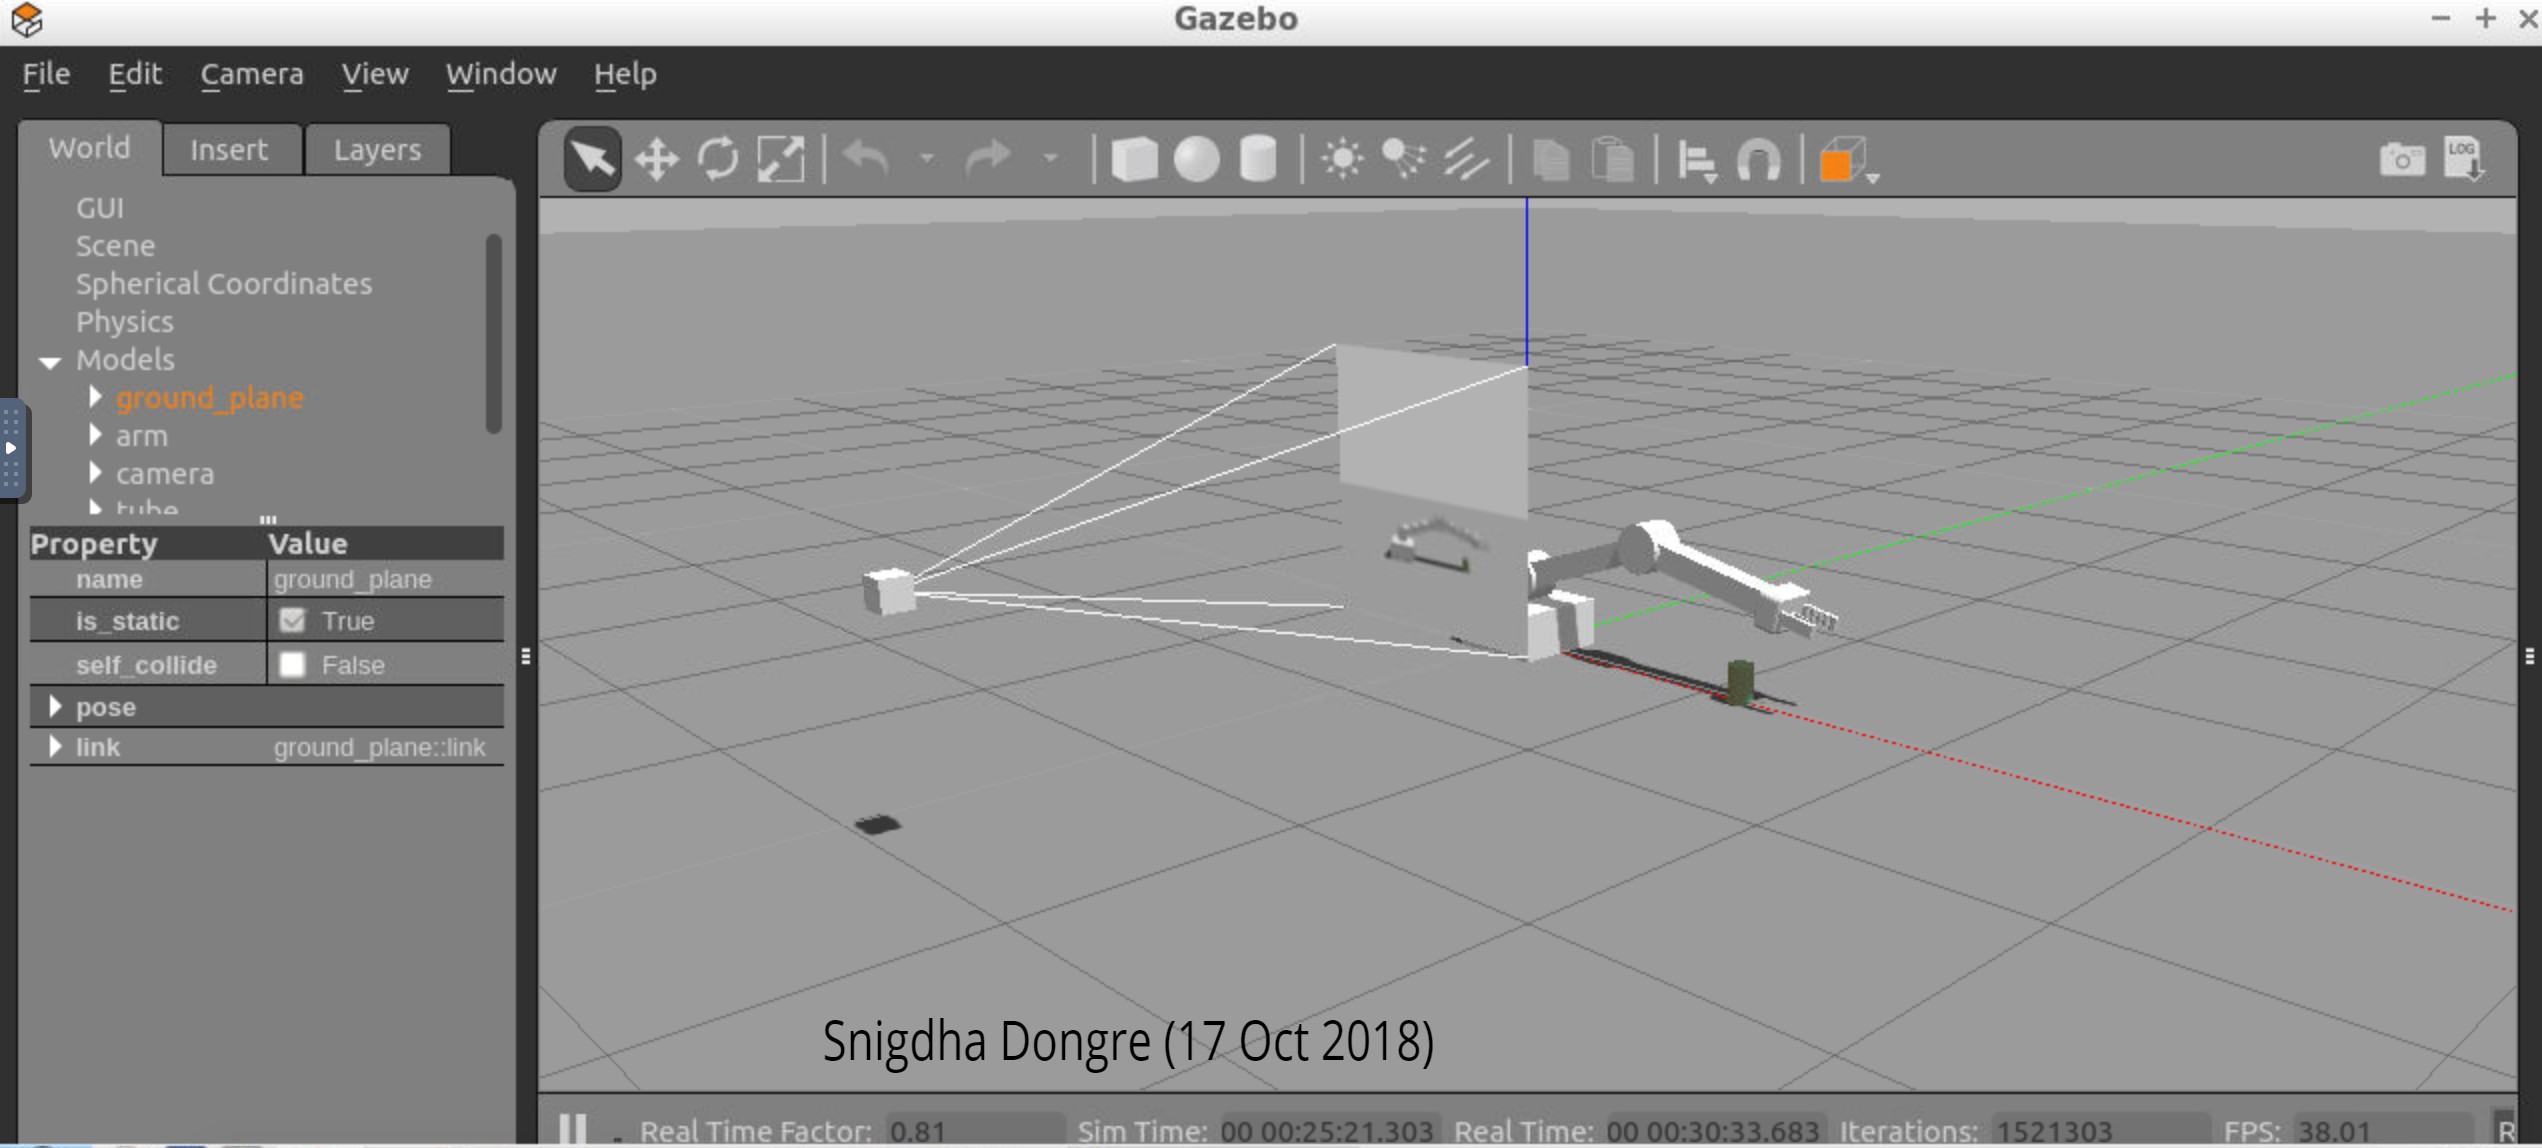 Gazebo
File Edit Camera View Window Help
World Insert Layers
LOG
GUI
Scene
Spherical Coordinates
Physics
Models
ground_plane
arm
camera
tube
Property Value
name ground_plane
is_static True
self_collide False
pose
link ground_plane::link
Snigdha Dongre (17 Oct 2018)
Real Time Factor: 0.81 Sim Time: 00 00:25:21.303 Real Time: 00 00:30:33.683 Iterations: 1521303 FPS: 38.01 R